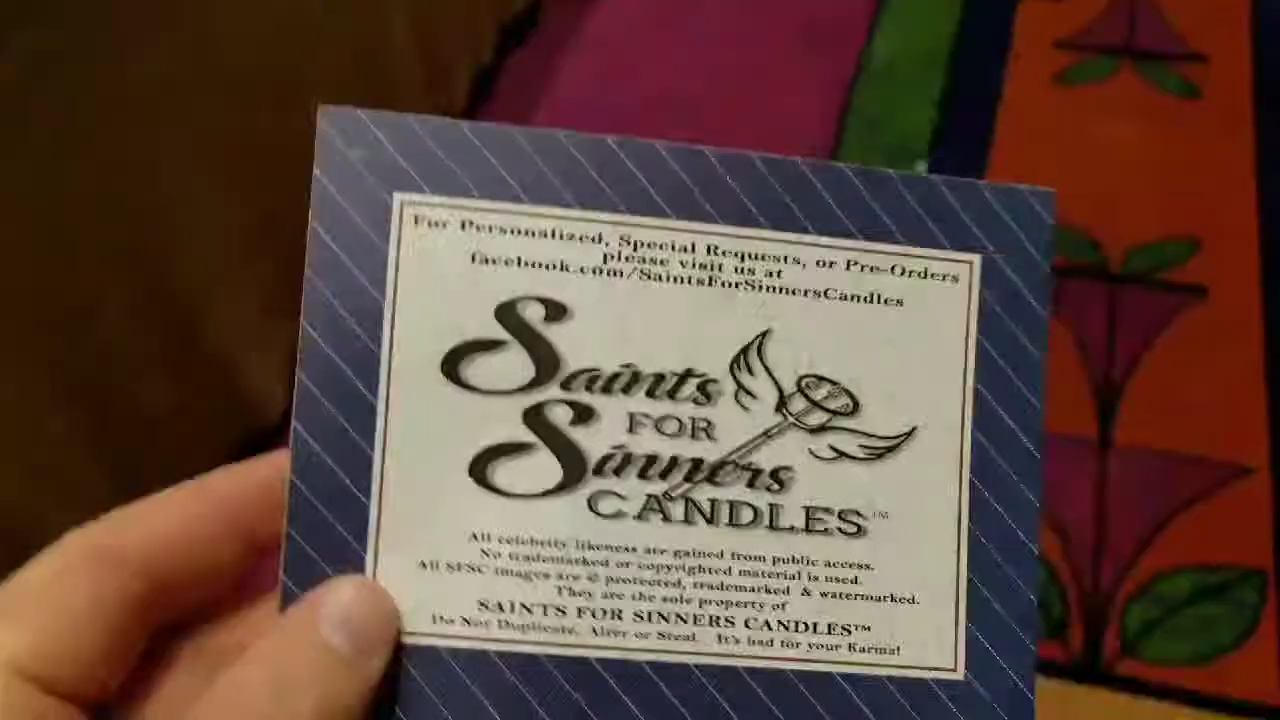 For Personalized, Special Requests, or Pre-Orders
please visit us at
facebook.com/SaintsForSinnersCandles
Saints
FOR
Sinners
CANDLES™
All celebrity likeness are gained from public access.
No trademarked or copyrighted material is used.
All SFSC images are © protected, trademarked & watermarked.
They are the sole property of
SAINTS FOR SINNERS CANDLES™
Do Not Duplicate, Alter or Steal. It's bad for your Karma!